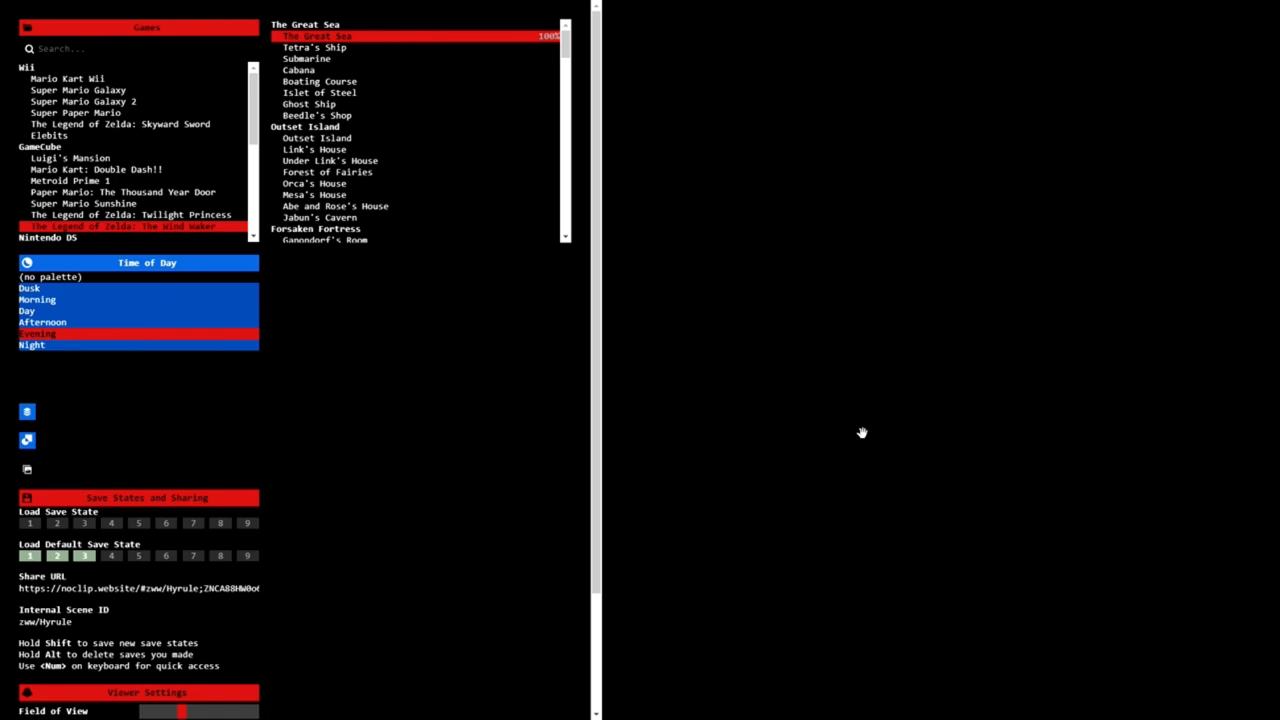 Games
Search...
Wii
Mario Kart Wii
Super Mario Galaxy
Super Mario Galaxy 2
Super Paper Mario
The Legend of Zelda: Skyward Sword
Elebits
GameCube
Luigi's Mansion
Mario Kart: Double Dash!!
Metroid Prime 1
Paper Mario: The Thousand Year Door
Super Mario Sunshine
The Legend of Zelda: Twilight Princess
The Legend of Zelda: The Wind Waker
Nintendo DS
Time of Day
(no palette)
Dusk
Morning
Day
Afternoon
Evening
Night
Save States and Sharing
Load Save State
1 2 3 4 5 6 7 8 9
Load Default Save State
1 2 3 4 5 6 7 8 9
Share URL
https://noclip.website/#zww/Hyrule;ZNCA88HW0o
Internal Scene ID
zww/Hyrule
Hold Shift to save new save states
Hold Alt to delete saves you made
Use <Num> on keyboard for quick access
Viewer Settings
Field of View
The Great Sea
The Great Sea 100%
Tetra's Ship
Submarine
Cabana
Boating Course
Islet of Steel
Ghost Ship
Beedle's Shop
Outset Island
Outset Island
Link's House
Under Link's House
Forest of Fairies
Orca's House
Mesa's House
Abe and Rose's House
Jabun's Cavern
Forsaken Fortress
Ganondorf's Room